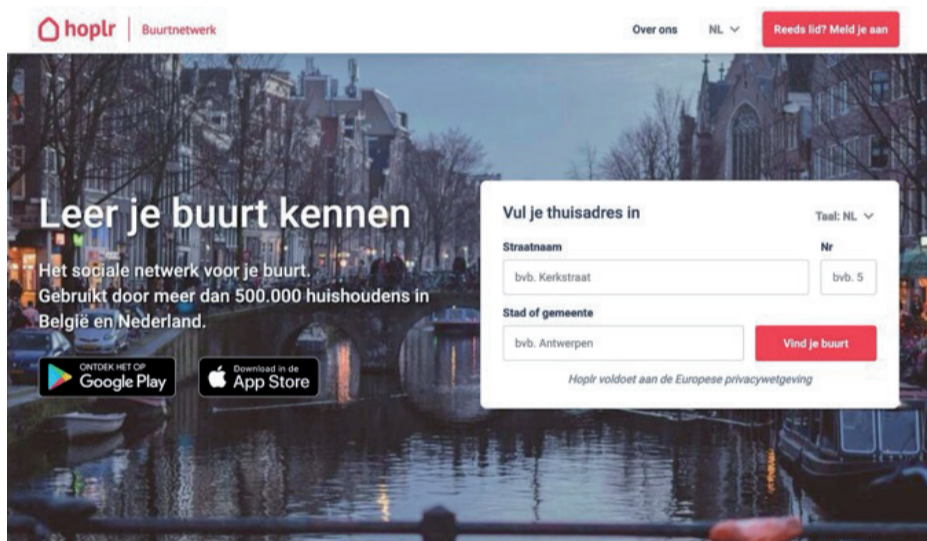 hoplr
Buurtnetwerk
Over ons
NL
Reeds lid? Meld je aan
Leer je buurt kennen
Het sociale netwerk voor je buurt.
Gebruikt door meer dan 500.000 huishoudens in
België en Nederland.
ONTDEK HET OP
Google Play
Download in de
App Store
Vul je thuisadres in
Taal: NL
Straatnaam
Nr
bvb. Kerkstraat
bvb. 5
Stad of gemeente
bvb. Antwerpen
Vind je buurt
Hoplr voldoet aan de Europese privacywetgeving